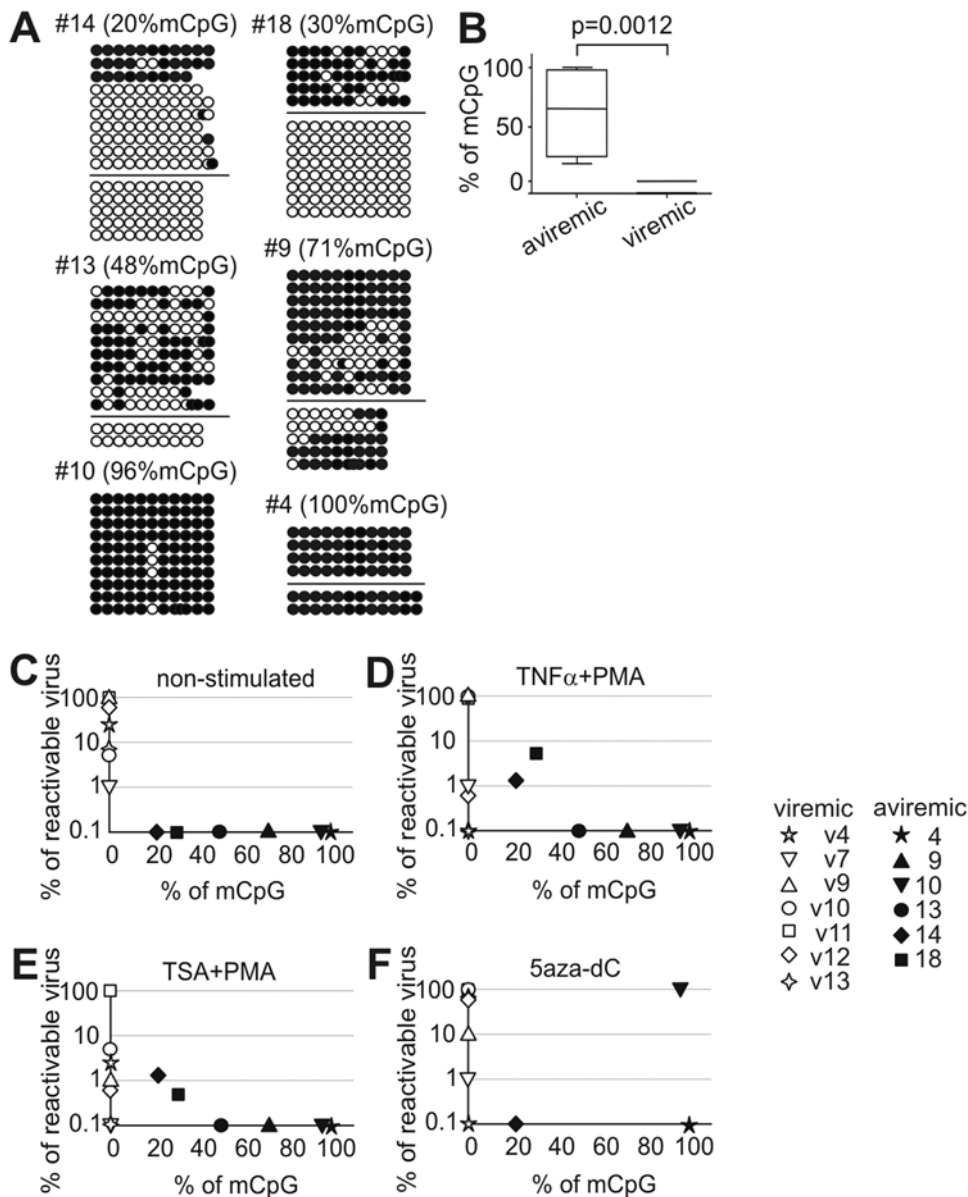 A
#14 (20%mCpG)
#18 (30%mCpG)
#13 (48%mCpG)
#9 (71%mCpG)
#10 (96%mCpG)
#4 (100%mCpG)
B
p=0.0012
% of mCpG
100
50
0
aviremic
viremic
C
non-stimulated
% of reactivable virus
100
10
1
0.1
0 20 40 60 80 100
% of mCpG
D
TNFα+PMA
% of reactivable virus
100
10
1
0.1
0 20 40 60 80 100
% of mCpG
E
TSA+PMA
% of reactivable virus
100
10
1
0.1
0 20 40 60 80 100
% of mCpG
F
5aza-dC
% of reactivable virus
100
10
1
0.1
0 20 40 60 80 100
% of mCpG
viremic aviremic
v4 4
v7 9
v9 10
v10 13
v11 14
v12 18
v13